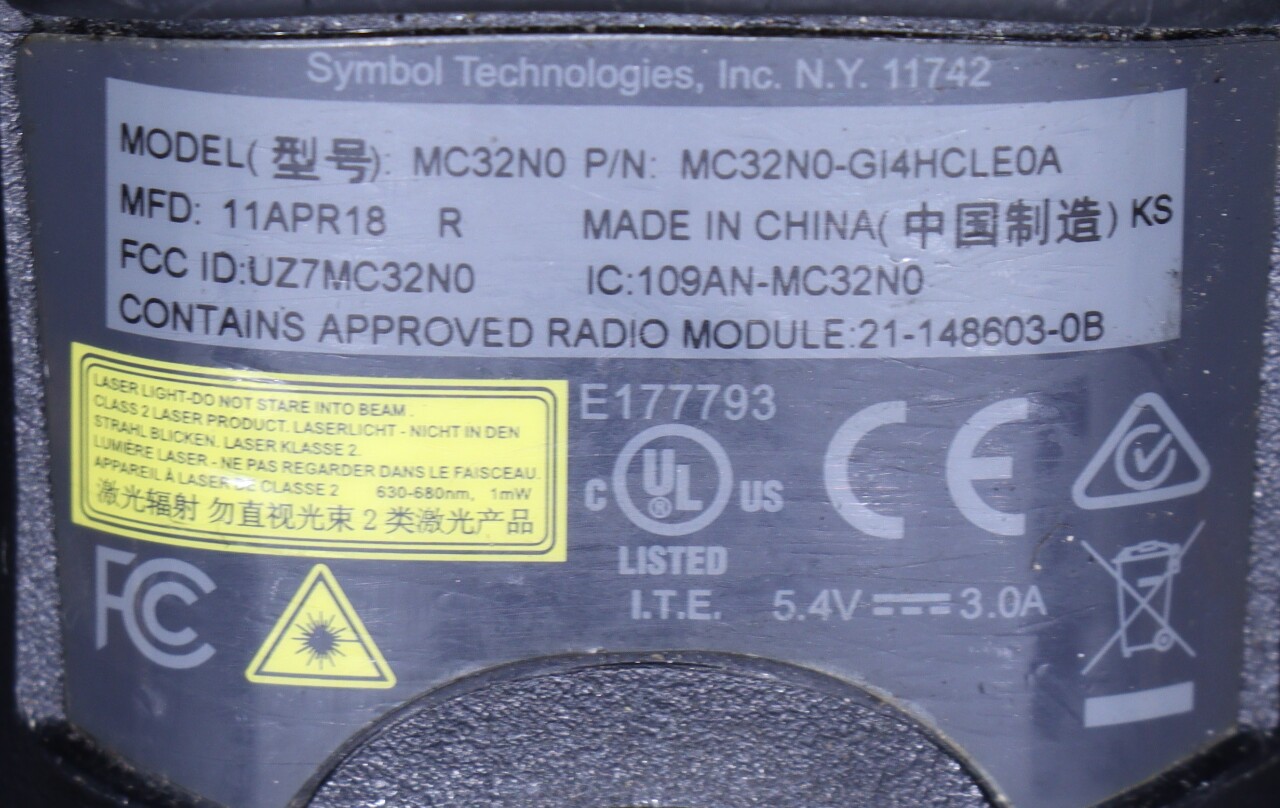 Symbol Technologies, Inc. N.Y. 11742
MODEL(型号): MC32N0 P/N: MC32N0-GI4HCLE0A
MFD: 11APR18 R MADE IN CHINA(中国制造) KS
FCC ID:UZ7MC32N0 IC:109AN-MC32N0
CONTAINS APPROVED RADIO MODULE:21-148603-0B
LASER LIGHT-DO NOT STARE INTO BEAM.
CLASS 2 LASER PRODUCT. LASERLICHT - NICHT IN DEN
STRAHL BLICKEN. LASER KLASSE 2.
LUMIÈRE LASER - NE PAS REGARDER DANS LE FAISCEAU.
APPAREIL À LASER DE CLASSE 2 630-680nm, 1mW
激光辐射 勿直视光束 2 类激光产品
E177793
C UL ® US
LISTED
I.T.E.
CE
5.4V 3.0A
FC